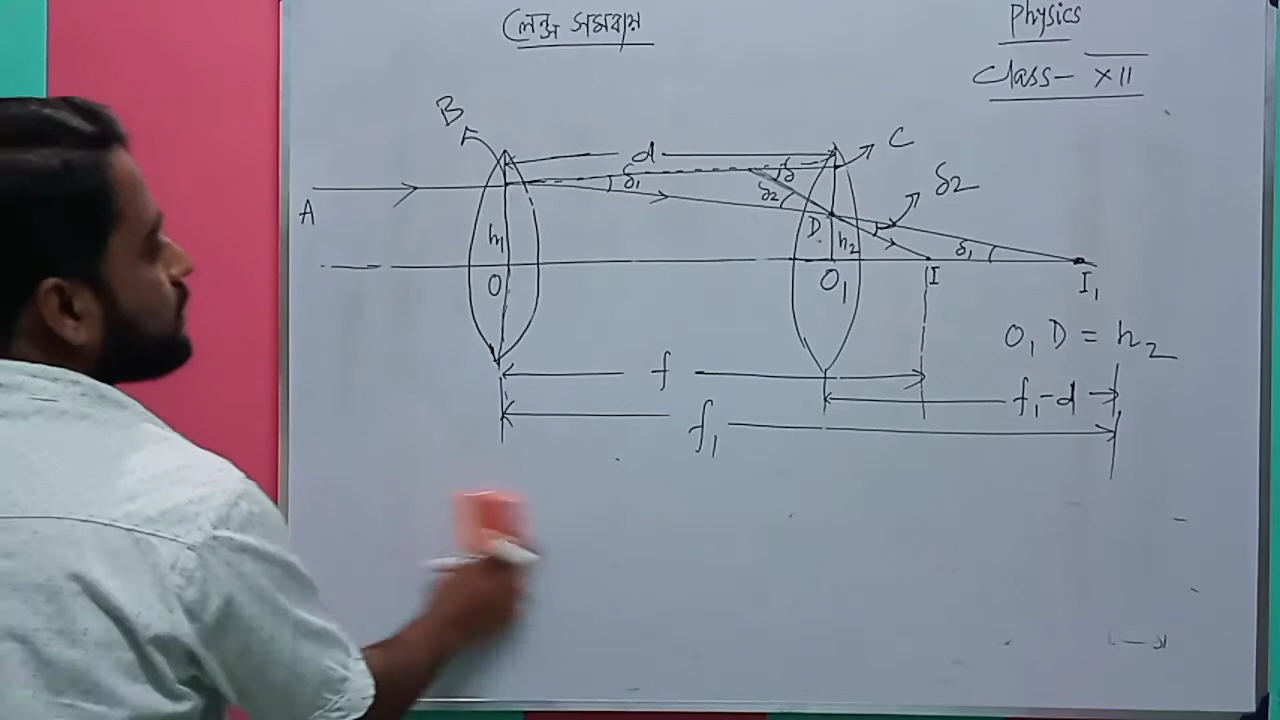 লেন্স সমবায়
Physics
Class- XII
B
d
C
δ
δ1
δ2
δ2
A
h1
D
h2
δ1
O
O1
I
I1
O1 D = h2
f
f1-d
f1